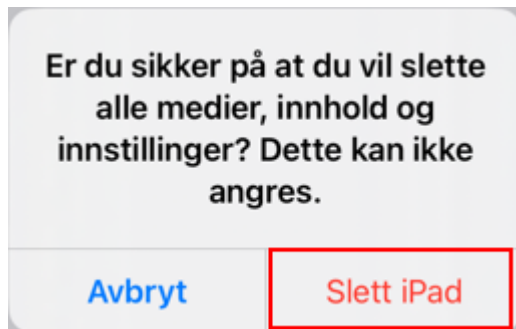 Er du sikker på at du vil slette
alle medier, innhold og
innstillinger? Dette kan ikke
angres.
Avbryt
Slett iPad